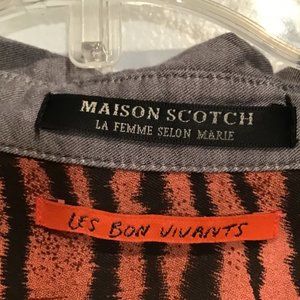 MAISON SCOTCH
LA FEMME SELON MARIE
LES BON VIVANTS